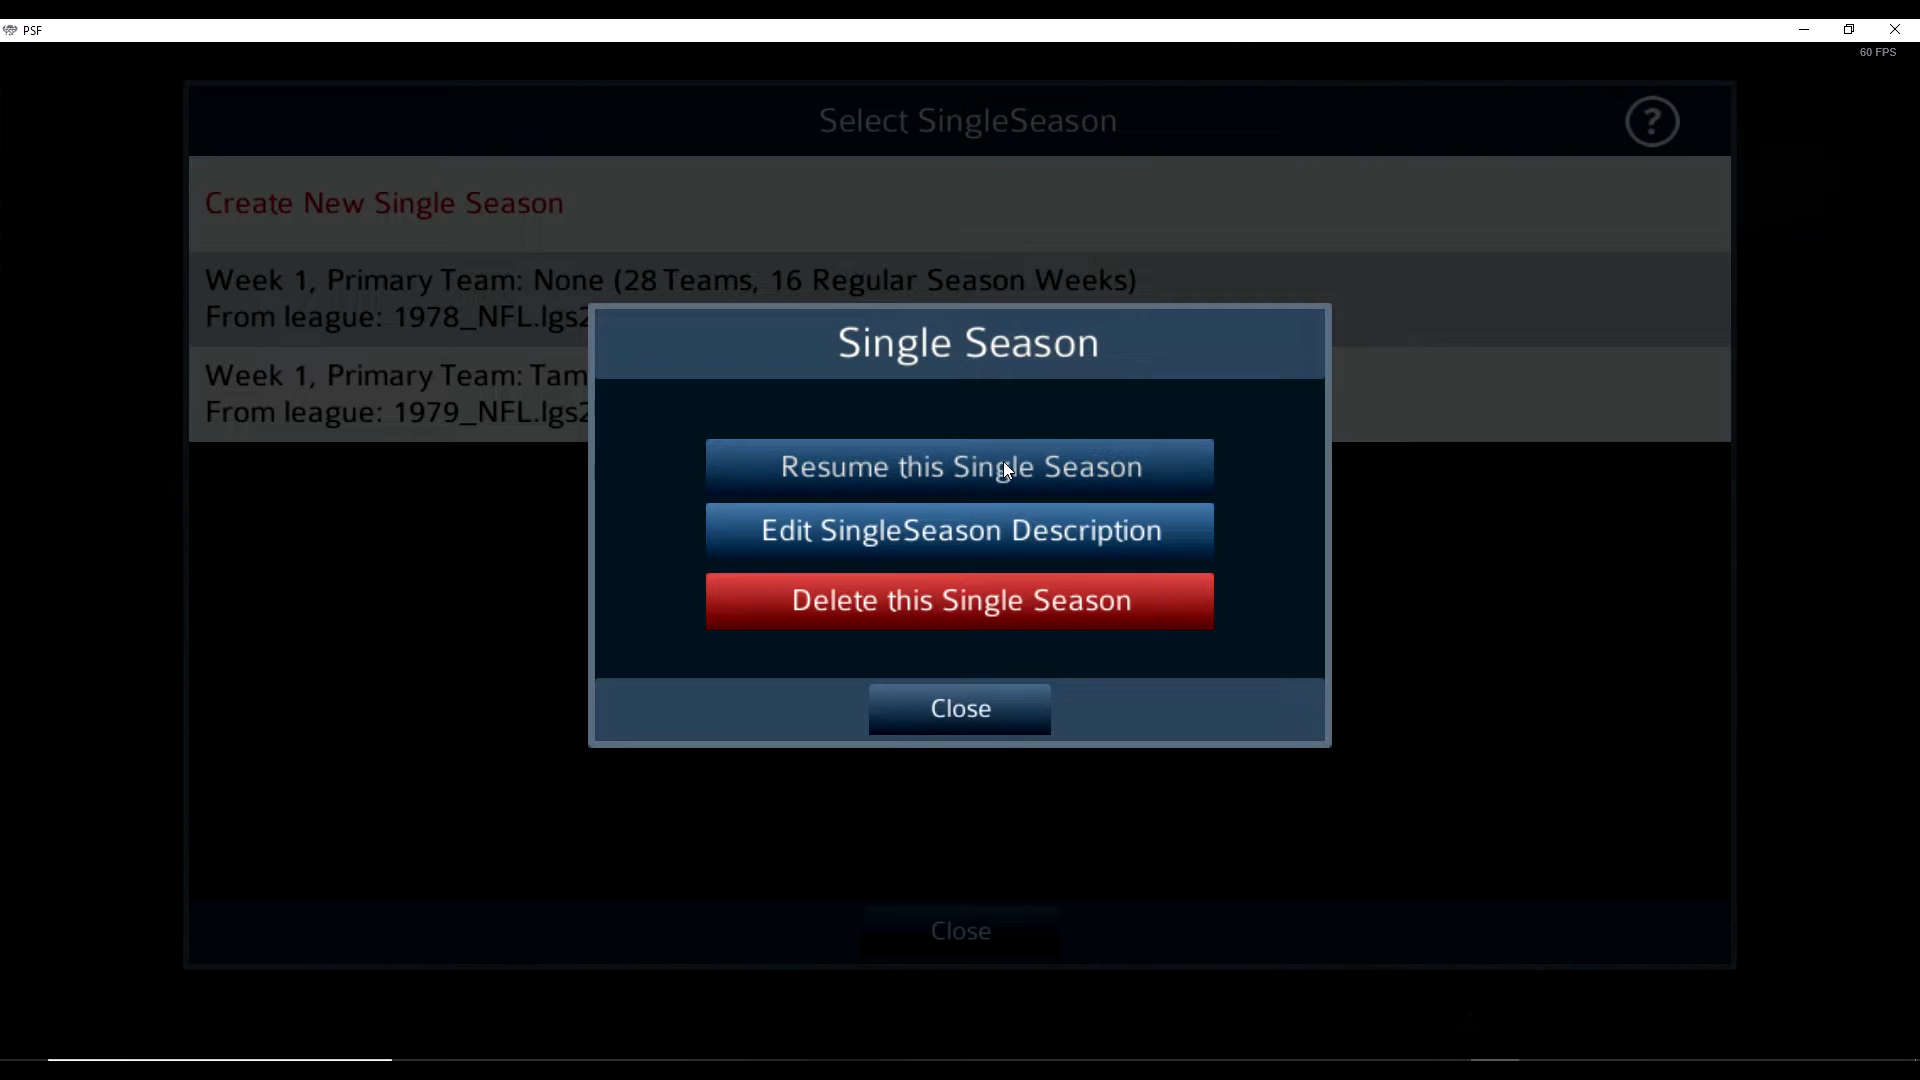 PSF
60 FPS
Select SingleSeason
?
Create New Single Season
Week 1, Primary Team: None (28 Teams, 16 Regular Season Weeks)
From league: 1978_NFL.lgs2
Week 1, Primary Team: Tam
From league: 1979_NFL.lgs2
Single Season
Resume this Single Season
Edit SingleSeason Description
Delete this Single Season
Close
Close